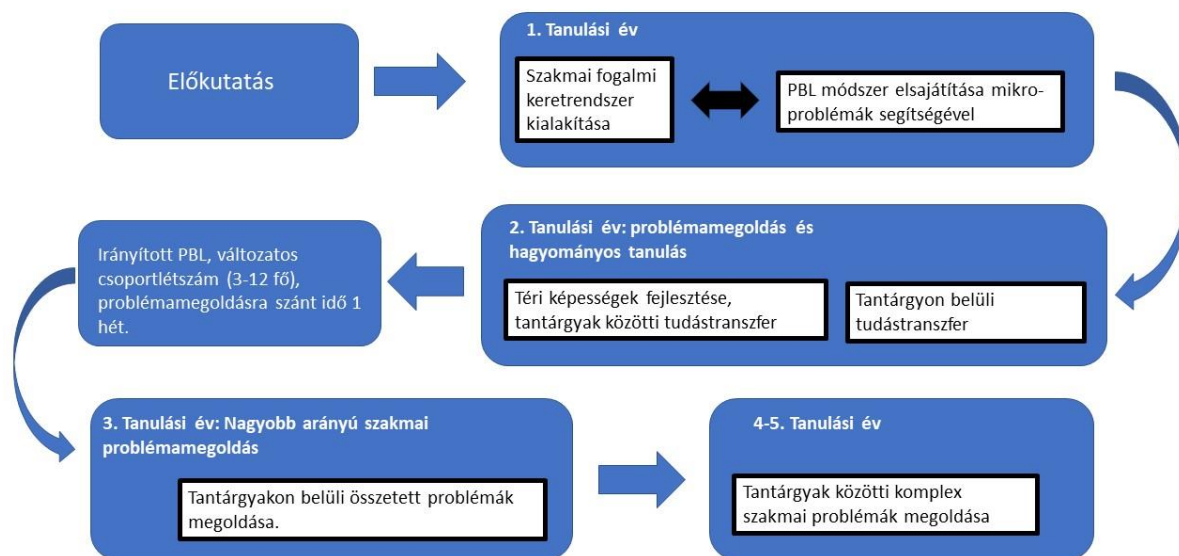 Előkutatás
1. Tanulási év
Szakmai fogalmi
keretrendszer
kialakítása
PBL módszer elsajátítása mikro-
problémák segítségével
2. Tanulási év: problémamegoldás és
hagyományos tanulás
Téri képességek fejlesztése,
tantárgyak közötti tudástranszfer
Tantárgyon belüli
tudástranszfer
Irányított PBL, változatos
csoportlétszám (3-12 fő),
problémamegoldásra szánt idő 1
hét.
3. Tanulási év: Nagyobb arányú szakmai
problémamegoldás
Tantárgyakon belüli összetett problémák
megoldása.
4-5. Tanulási év
Tantárgyak közötti komplex
szakmai problémák megoldása